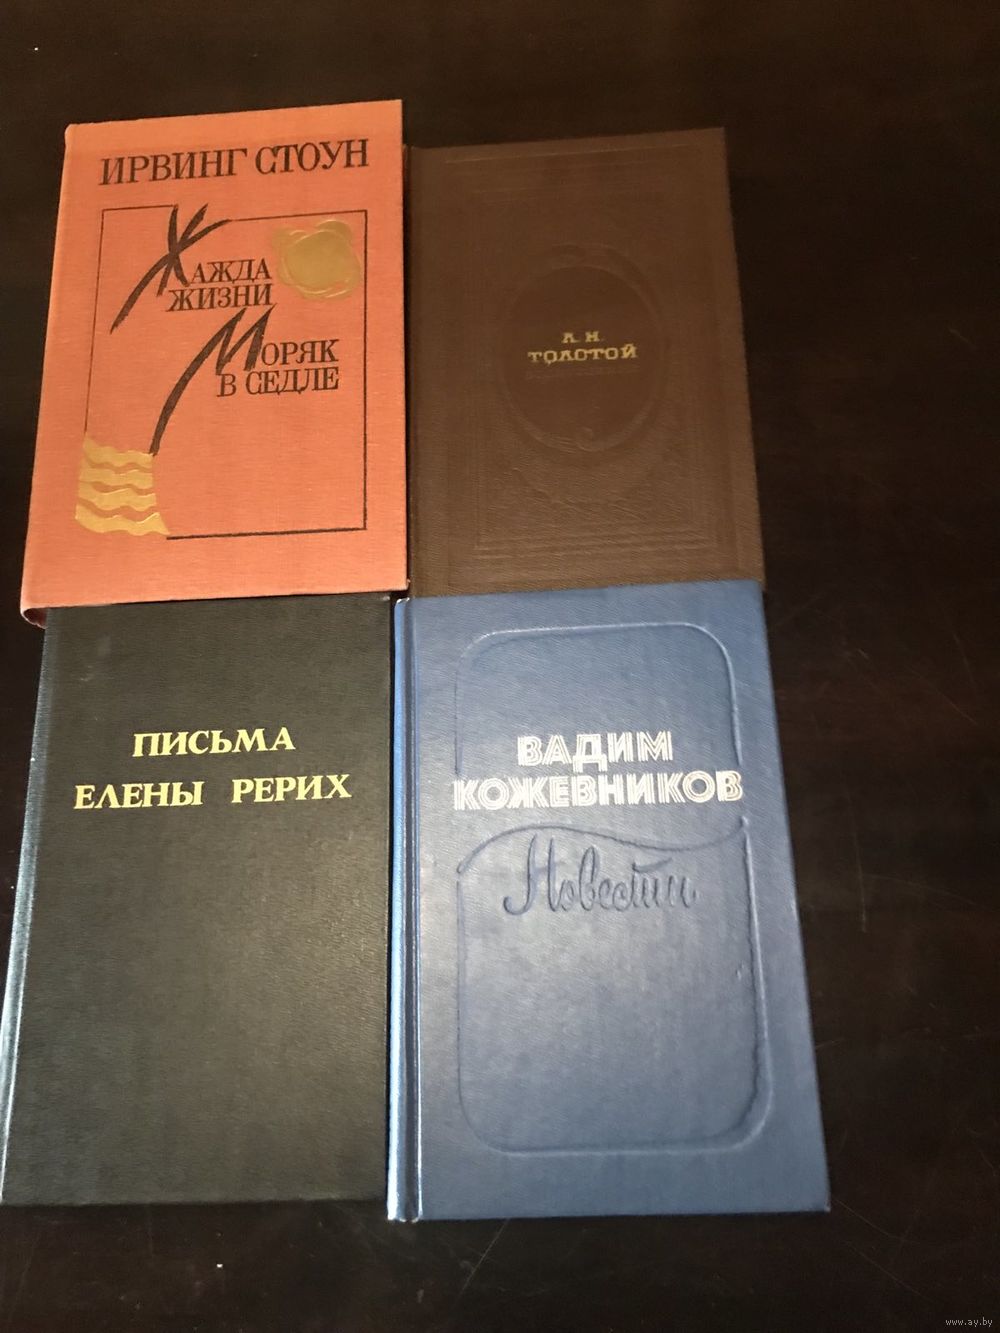 ИРВИНГ СТОУН
ЖАЖДА
ЖИЗНИ
МОРЯК
В СЕДЛЕ
Л. Н.
ТОЛСТОЙ
ПИСЬМА
ЕЛЕНЫ РЕРИХ
ВАДИМ
КОЖЕВНИКОВ
Повести
www.ay.by